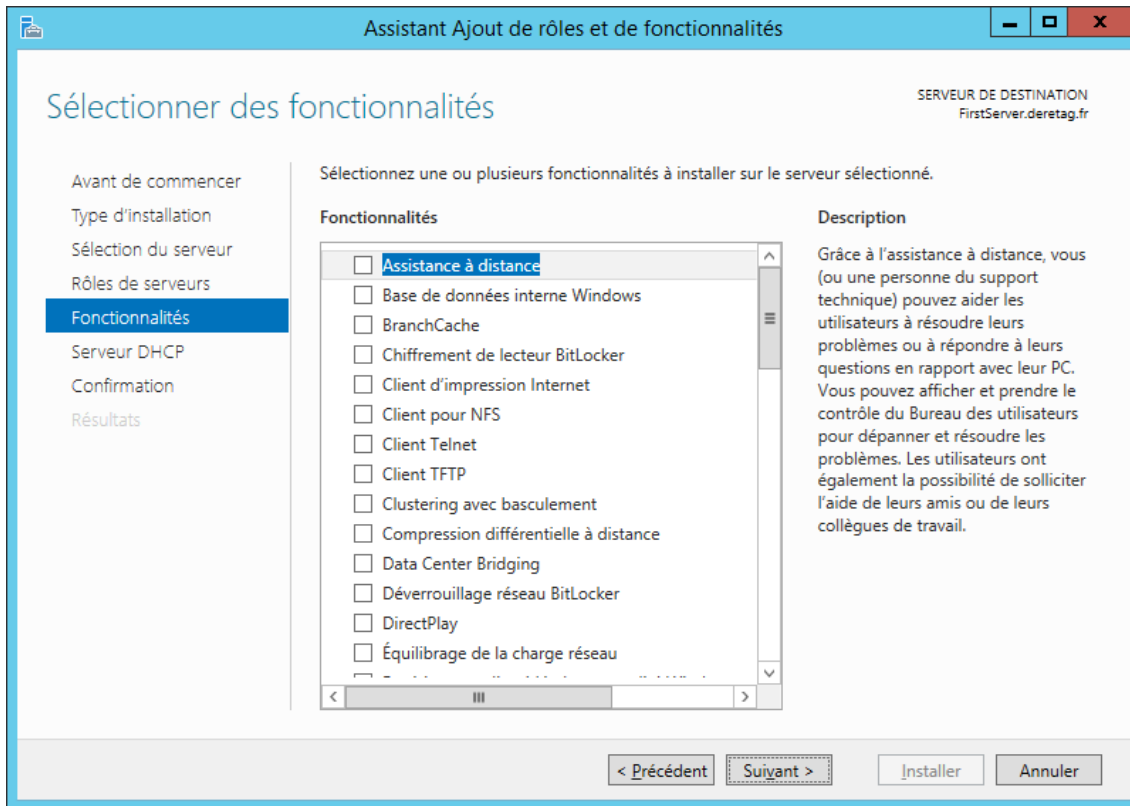 Assistant Ajout de rôles et de fonctionnalités
Sélectionner des fonctionnalités
SERVEUR DE DESTINATION
FirstServer.deretag.fr
Avant de commencer
Type d'installation
Sélection du serveur
Rôles de serveurs
Fonctionnalités
Serveur DHCP
Confirmation
Résultats
Sélectionnez une ou plusieurs fonctionnalités à installer sur le serveur sélectionné.
Fonctionnalités
Assistance à distance
Base de données interne Windows
BranchCache
Chiffrement de lecteur BitLocker
Client d'impression Internet
Client pour NFS
Client Telnet
Client TFTP
Clustering avec basculement
Compression différentielle à distance
Data Center Bridging
Déverrouillage réseau BitLocker
DirectPlay
Équilibrage de la charge réseau
Description
Grâce à l'assistance à distance, vous
(ou une personne du support
technique) pouvez aider les
utilisateurs à résoudre leurs
problèmes ou à répondre à leurs
questions en rapport avec leur PC.
Vous pouvez afficher et prendre le
contrôle du Bureau des utilisateurs
pour dépanner et résoudre les
problèmes. Les utilisateurs ont
également la possibilité de solliciter
l'aide de leurs amis ou de leurs
collègues de travail.
< Précédent
Suivant >
Installer
Annuler